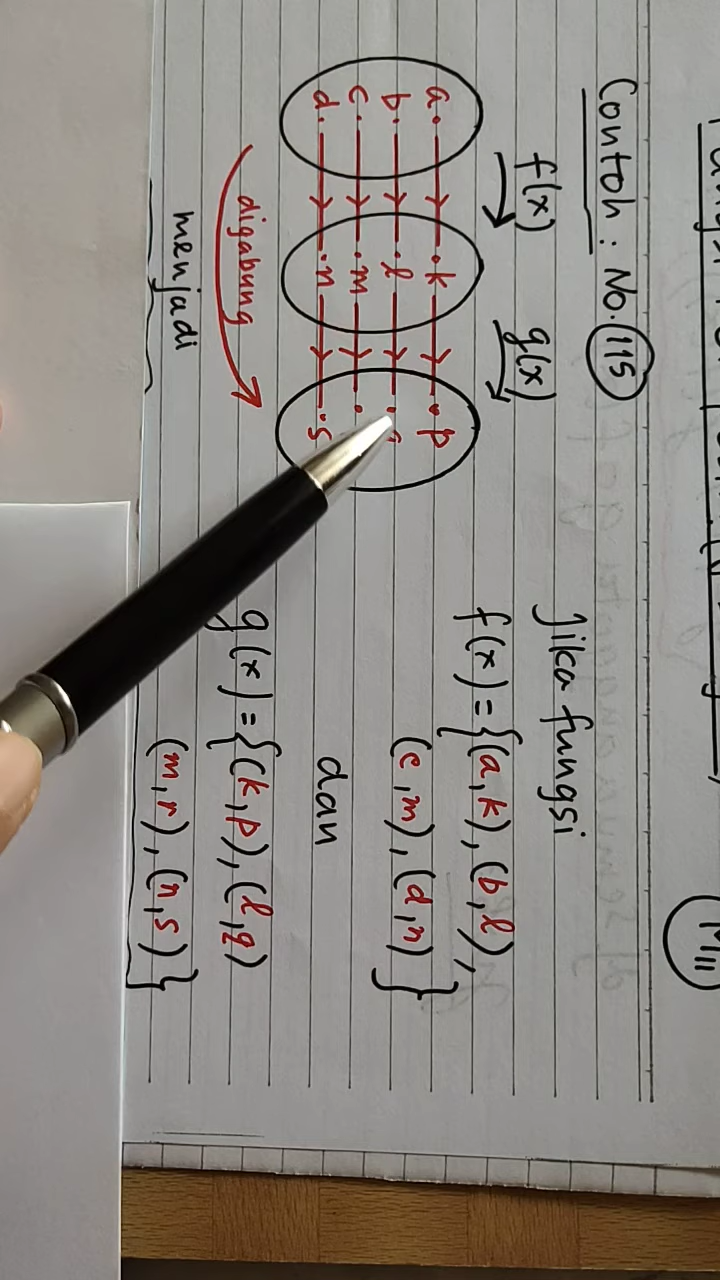 Contoh : No. 115
f(x) g(x)
a. .k .p
b. .l
c. .m
d. .n .s
digabung
menjadi
Jika fungsi
f(x) = {(a,k), (b,l),
(c,m), (d,n)}
dan
g(x) = {(k,p), (l,q)
(m,r), (n,s)}